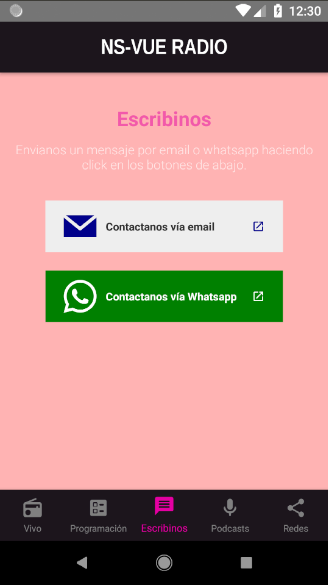 12:30
NS-VUE RADIO
Escribinos
Envianos un mensaje por email o whatsapp haciendo
click en los botones de abajo.
Contactanos vía email
Contactanos vía Whatsapp
Vivo
Programación
Escribinos
Podcasts
Redes